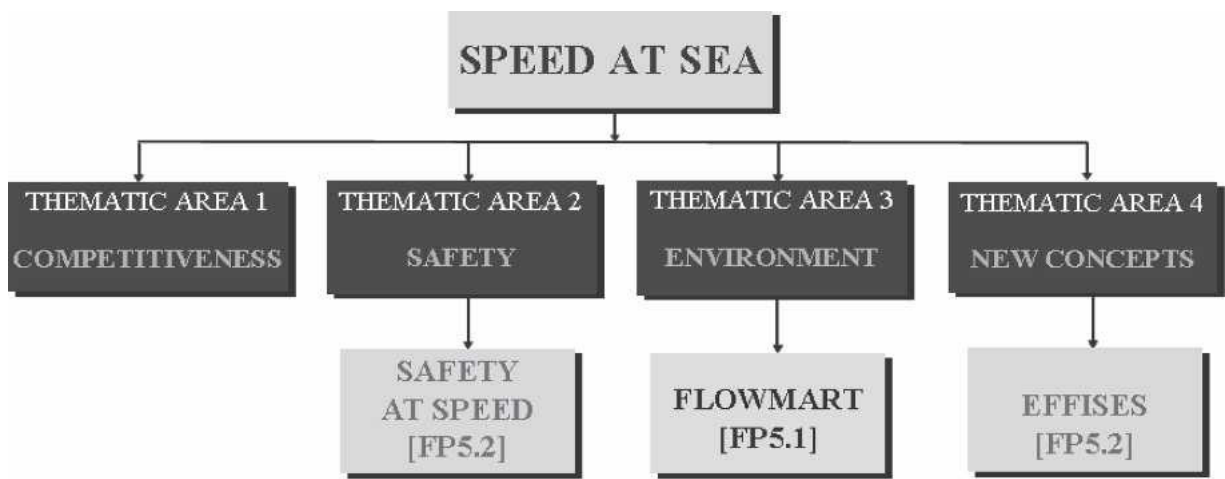 SPEED AT SEA
THEMATIC AREA 1
COMPETITIVENESS
THEMATIC AREA 2
SAFETY
THEMATIC AREA 3
ENVIRONMENT
THEMATIC AREA 4
NEW CONCEPTS
SAFETY
AT SPEED
[FP5.2]
FLOWMART
[FP5.1]
EFFISES
[FP5.2]